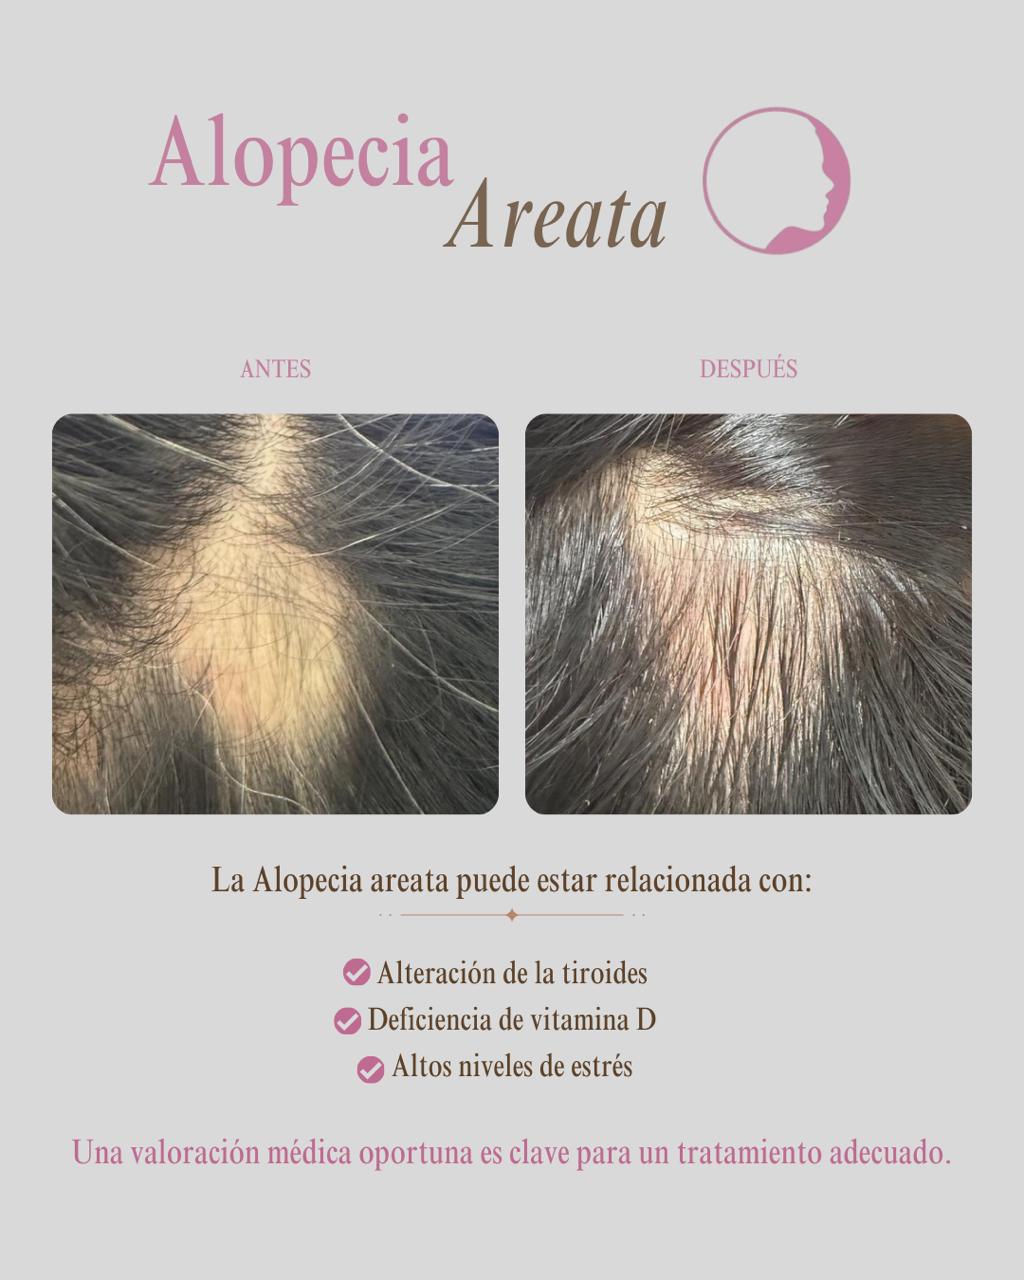 Alopecia
Areata
ANTES
DESPUÉS
La Alopecia areata puede estar relacionada con:
Alteración de la tiroides
Deficiencia de vitamina D
Altos niveles de estrés
Una valoración médica oportuna es clave para un tratamiento adecuado.